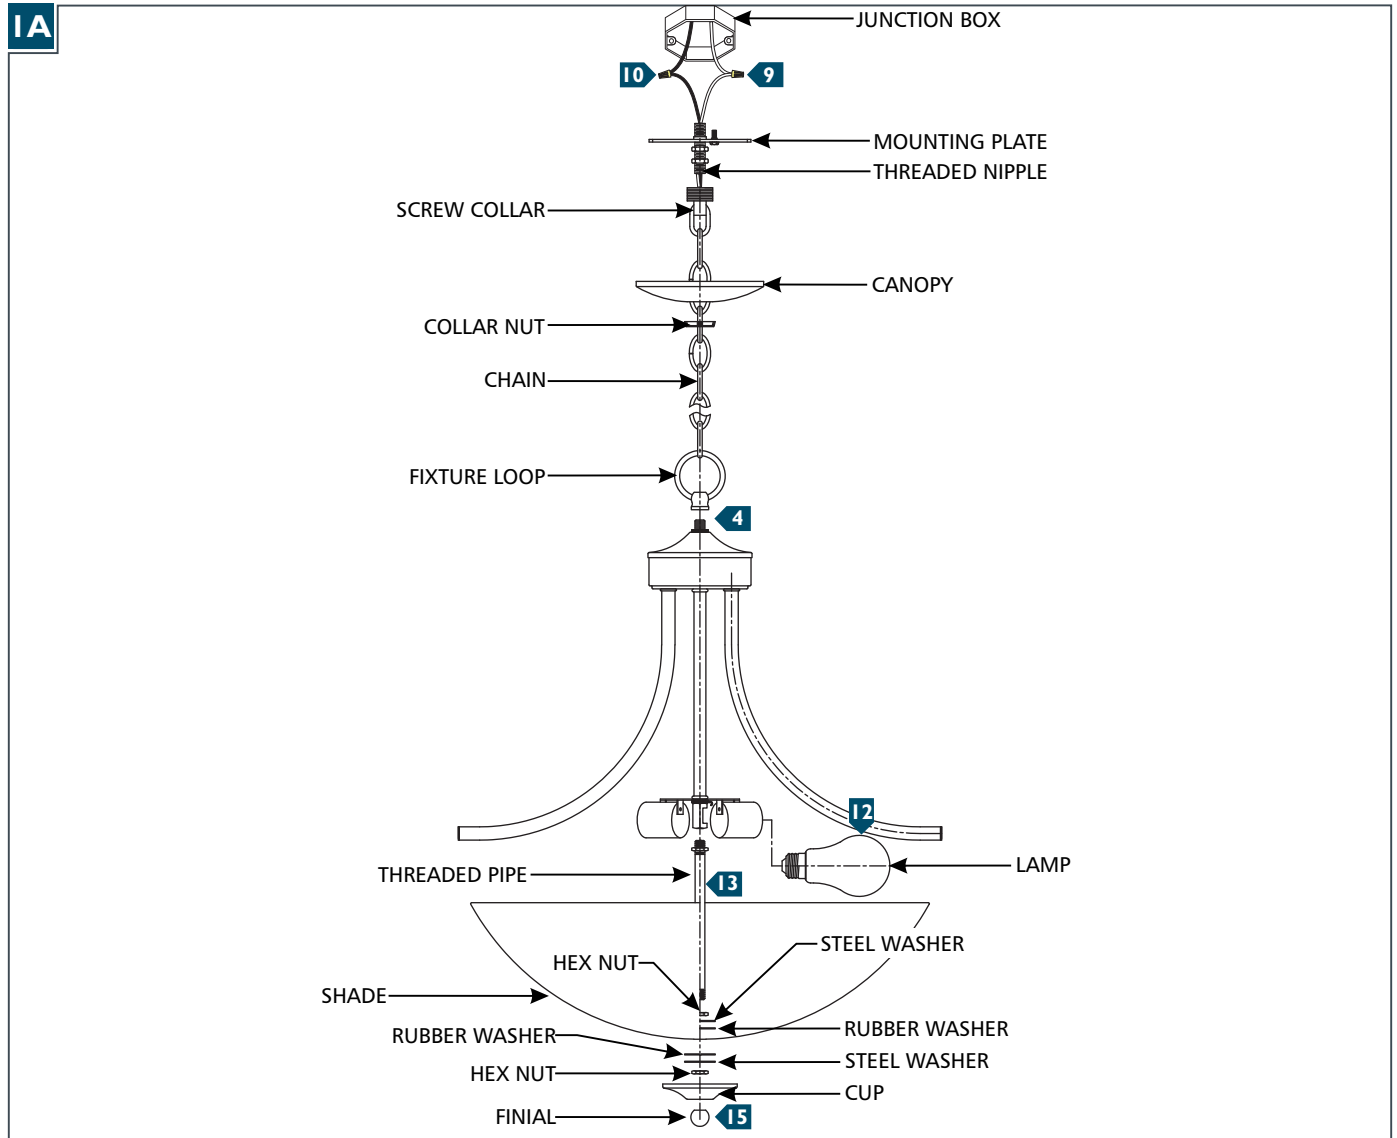 1A
JUNCTION BOX
10
9
MOUNTING PLATE
THREADED NIPPLE
SCREW COLLAR
CANOPY
COLLAR NUT
CHAIN
FIXTURE LOOP
4
12
LAMP
THREADED PIPE
13
STEEL WASHER
HEX NUT
SHADE
RUBBER WASHER
RUBBER WASHER
STEEL WASHER
HEX NUT
CUP
FINIAL
15